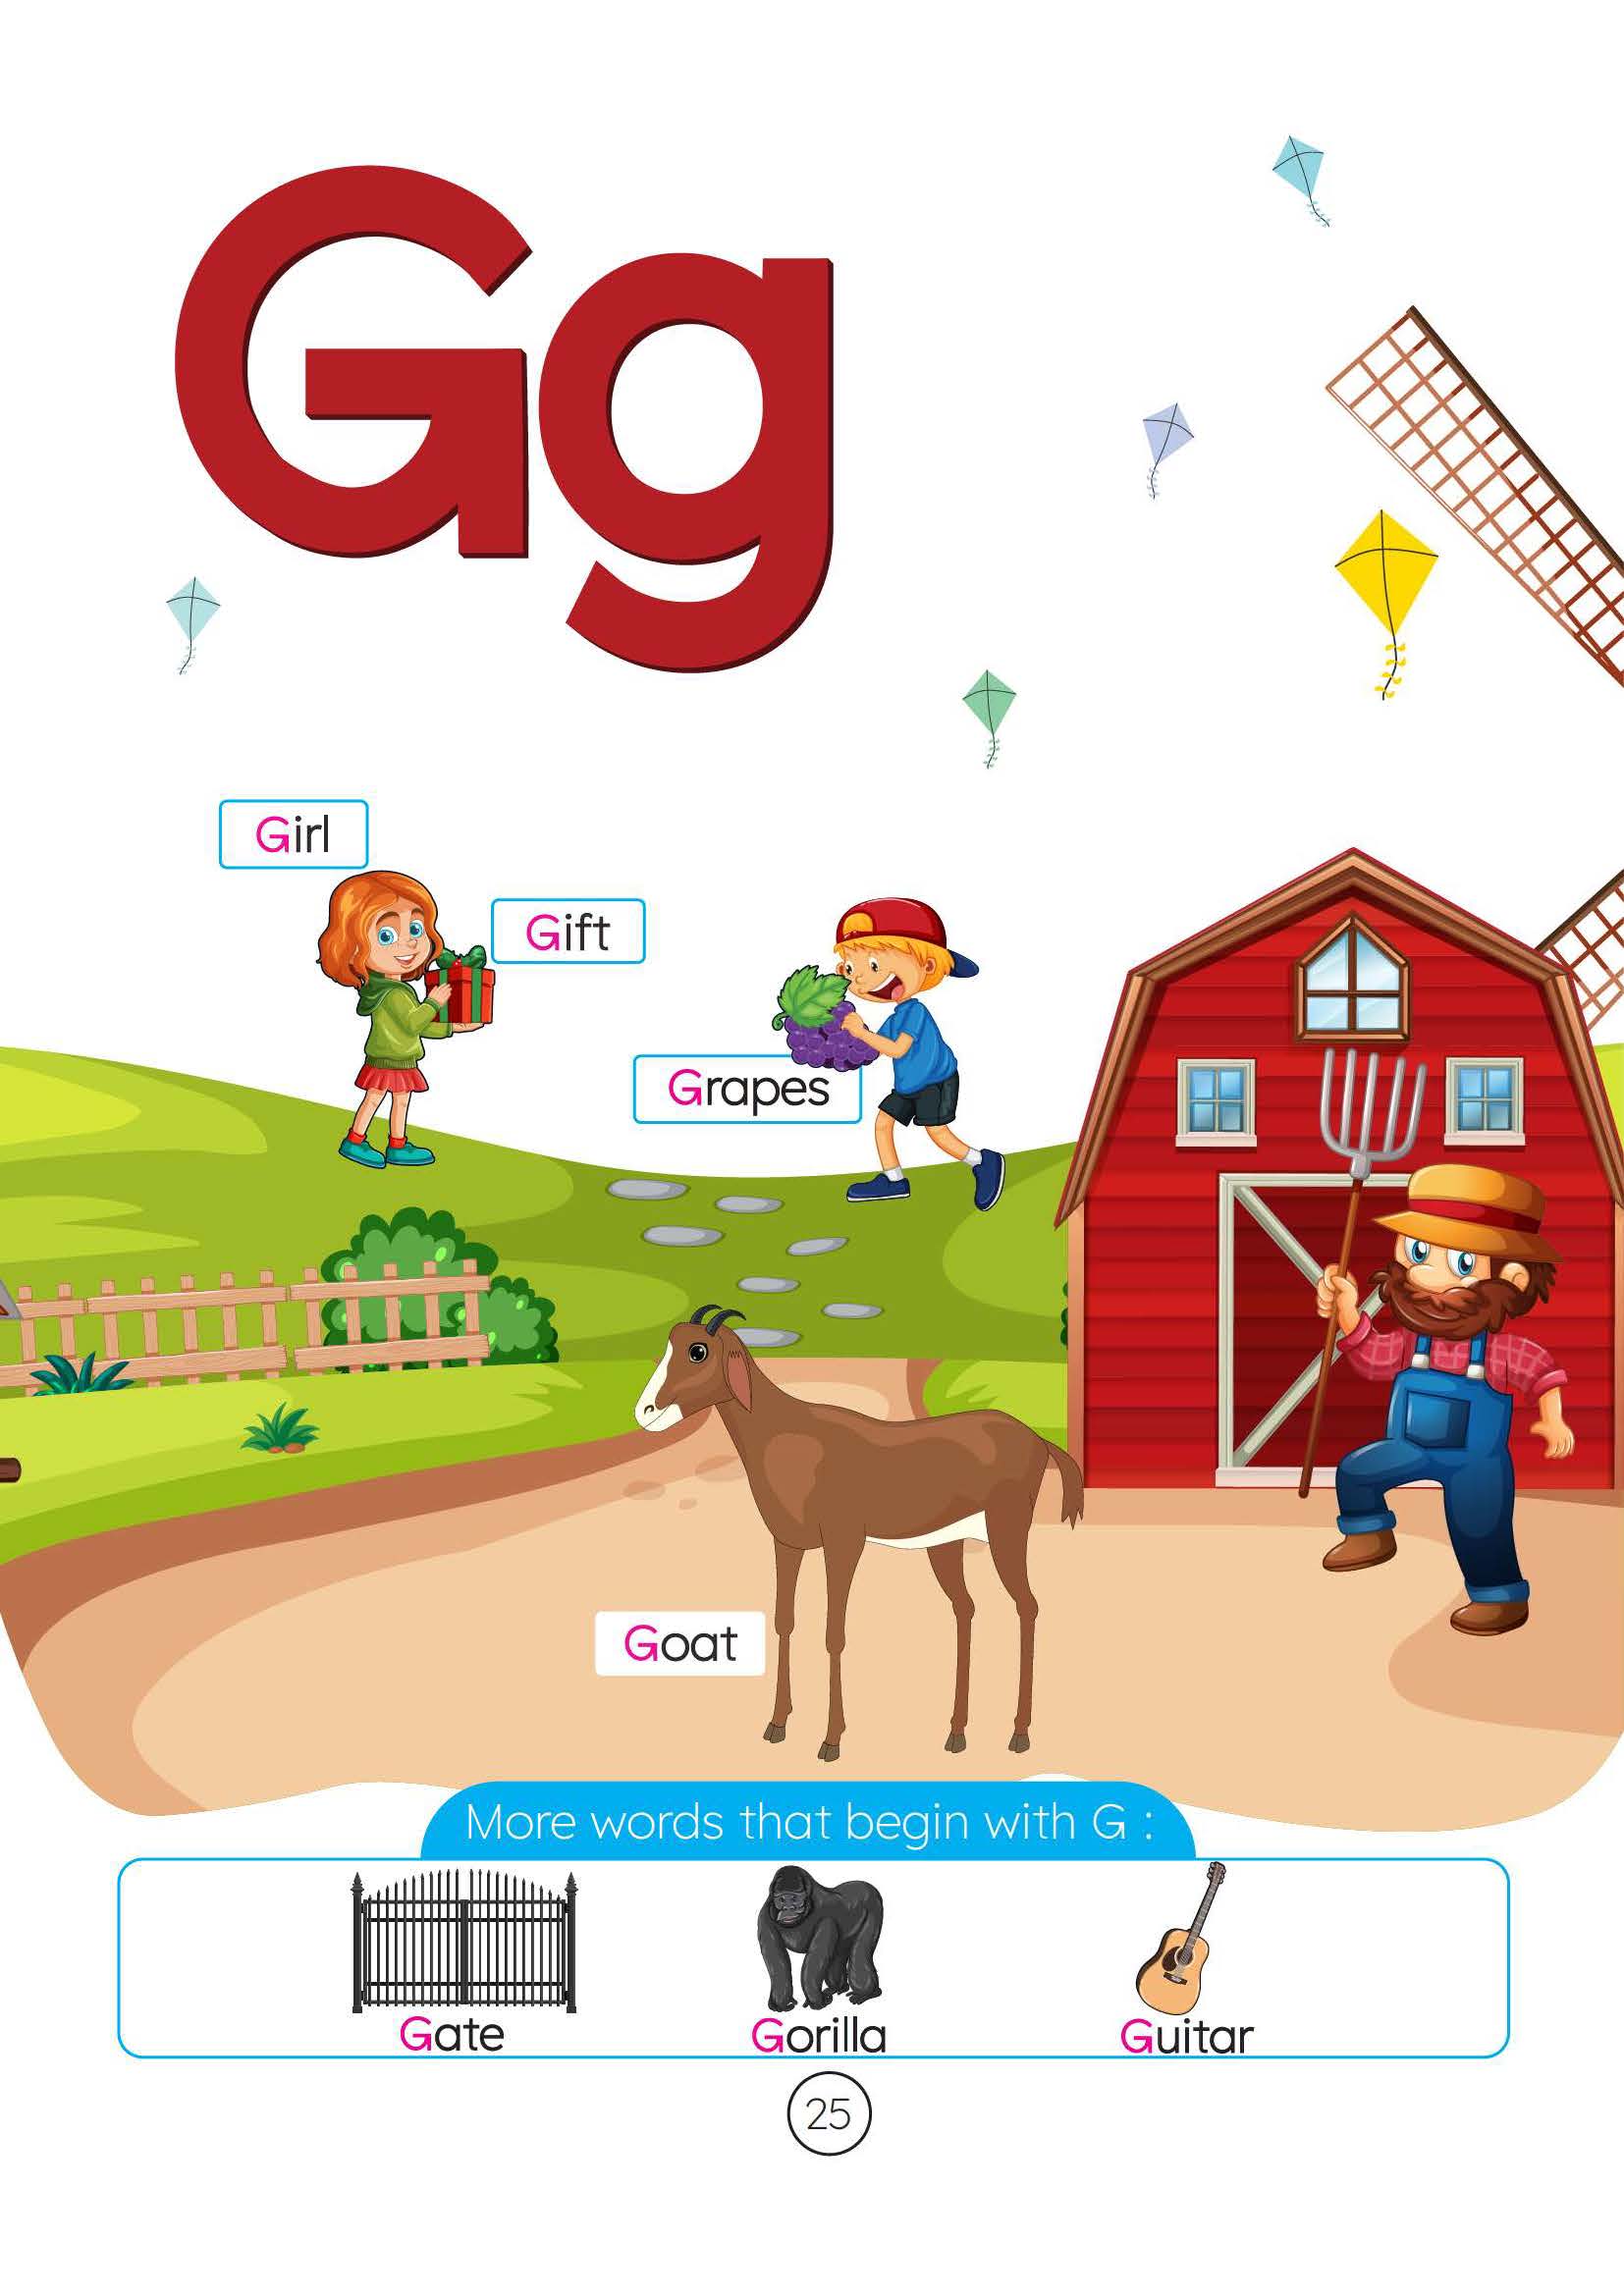 Gg
Girl
Gift
Grapes
Goat
More words that begin with G :
Gate
Gorilla
Guitar
25